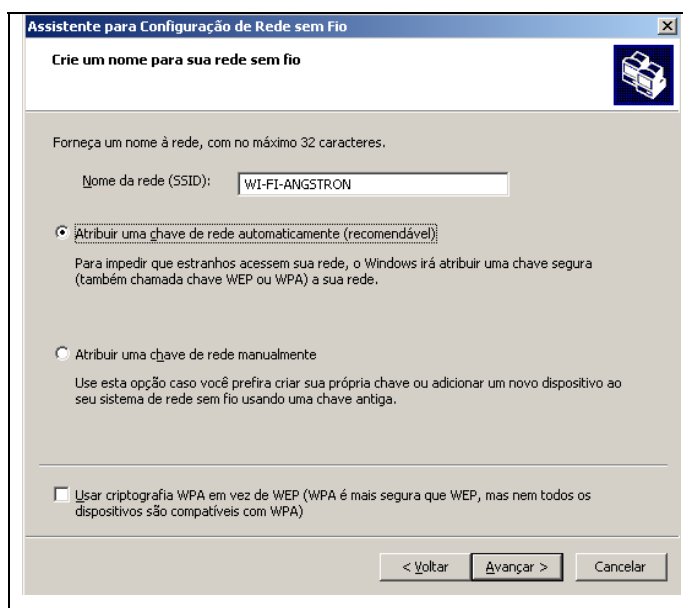 Assistente para Configuração de Rede sem Fio
Crie um nome para sua rede sem fio
Forneça um nome à rede, com no máximo 32 caracteres.
Nome da rede (SSID): WI-FI-ANGSTRON
Atribuir uma chave de rede automaticamente (recomendável)
Para impedir que estranhos acessem sua rede, o Windows irá atribuir uma chave segura
(também chamada chave WEP ou WPA) a sua rede.
Atribuir uma chave de rede manualmente
Use esta opção caso você prefira criar sua própria chave ou adicionar um novo dispositivo ao
seu sistema de rede sem fio usando uma chave antiga.
Usar criptografia WPA em vez de WEP (WPA é mais segura que WEP, mas nem todos os
dispositivos são compatíveis com WPA)
< Voltar Avançar > Cancelar